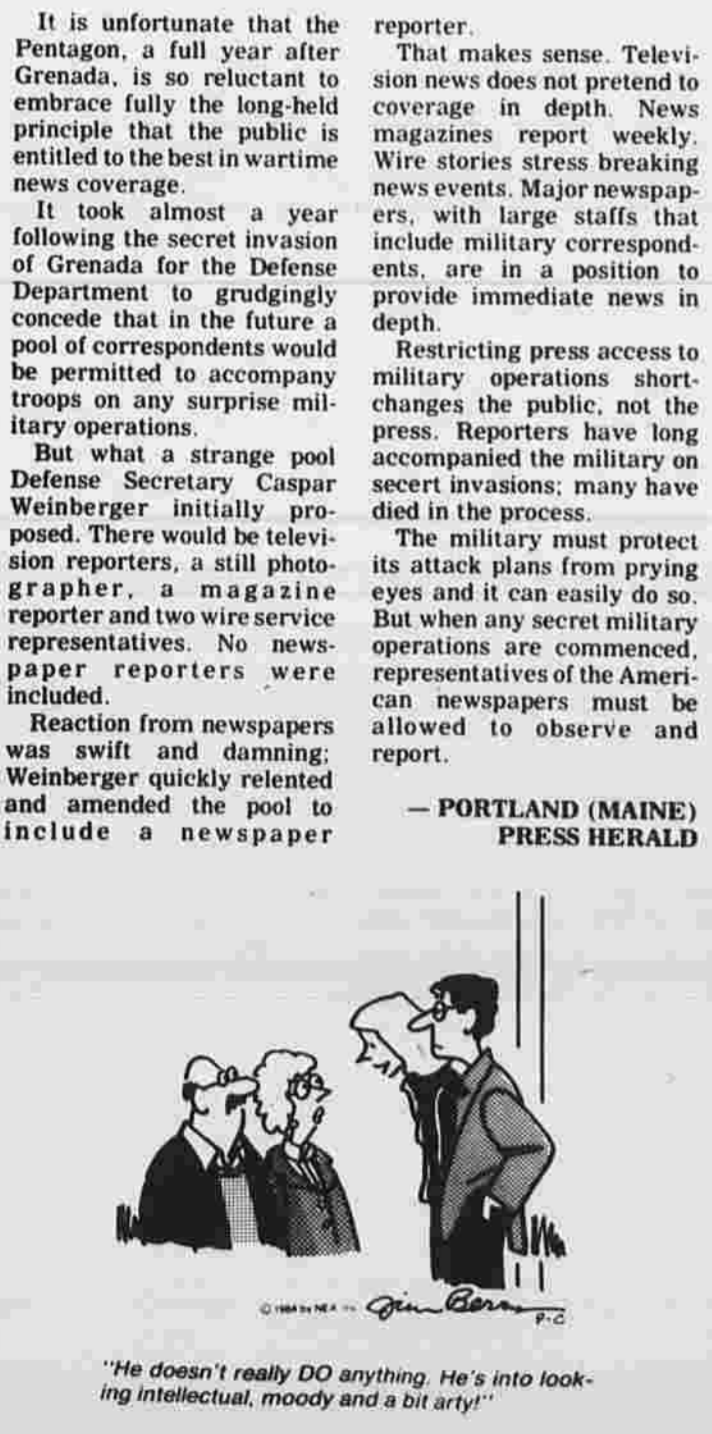 It is unfortunate that the
Pentagon, a full year after
Grenada, is so reluctant to
embrace fully the long-held
principle that the public is
entitled to the best in wartime
news coverage.
It took almost a year
following the secret invasion
of Grenada for the Defense
Department to grudgingly
concede that in the future a
pool of correspondents would
be permitted to accompany
troops on any surprise mil-
itary operations.
But what a strange pool
Defense Secretary Caspar
Weinberger initially pro-
posed. There would be televi-
sion reporters, a still photo-
grapher, a magazine
reporter and two wire service
representatives. No news-
paper reporters were
included.
Reaction from newspapers
was swift and damning;
Weinberger quickly relented
and amended the pool to
include a newspaper
reporter.
That makes sense. Televi-
sion news does not pretend to
coverage in depth. News
magazines report weekly.
Wire stories stress breaking
news events. Major newspap-
ers, with large staffs that
include military correspond-
ents, are in a position to
provide immediate news in
depth.
Restricting press access to
military operations short-
changes the public, not the
press. Reporters have long
accompanied the military on
secert invasions; many have
died in the process.
The military must protect
its attack plans from prying
eyes and it can easily do so.
But when any secret military
operations are commenced,
representatives of the Ameri-
can newspapers must be
allowed to observe and
report.
— PORTLAND (MAINE)
PRESS HERALD
© 1984 by NEA Jim
"He doesn't really DO anything. He's into look-
ing intellectual, moody and a bit arty!"